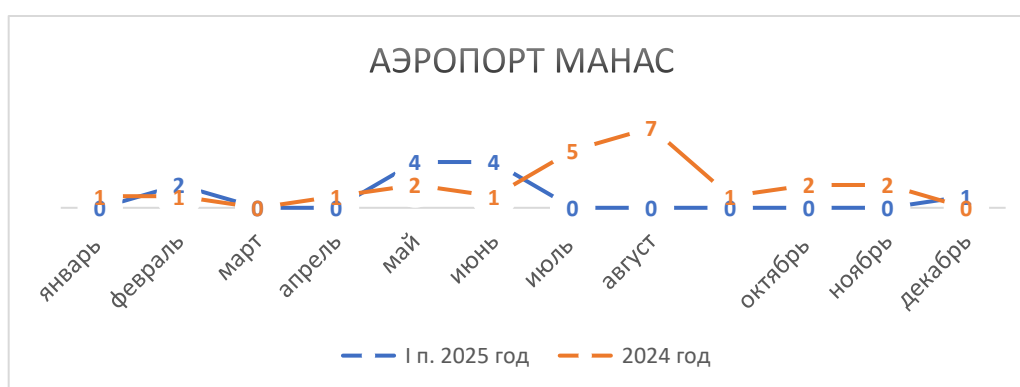 АЭРОПОРТ МАНАС
7
5
4 4
2 2 2 2
1 1 1 1 1 1
0 0 0 0 0 0 0 0 0 0
январь февраль март апрель май июнь июль август октябрь ноябрь декабрь
I п. 2025 год 2024 год